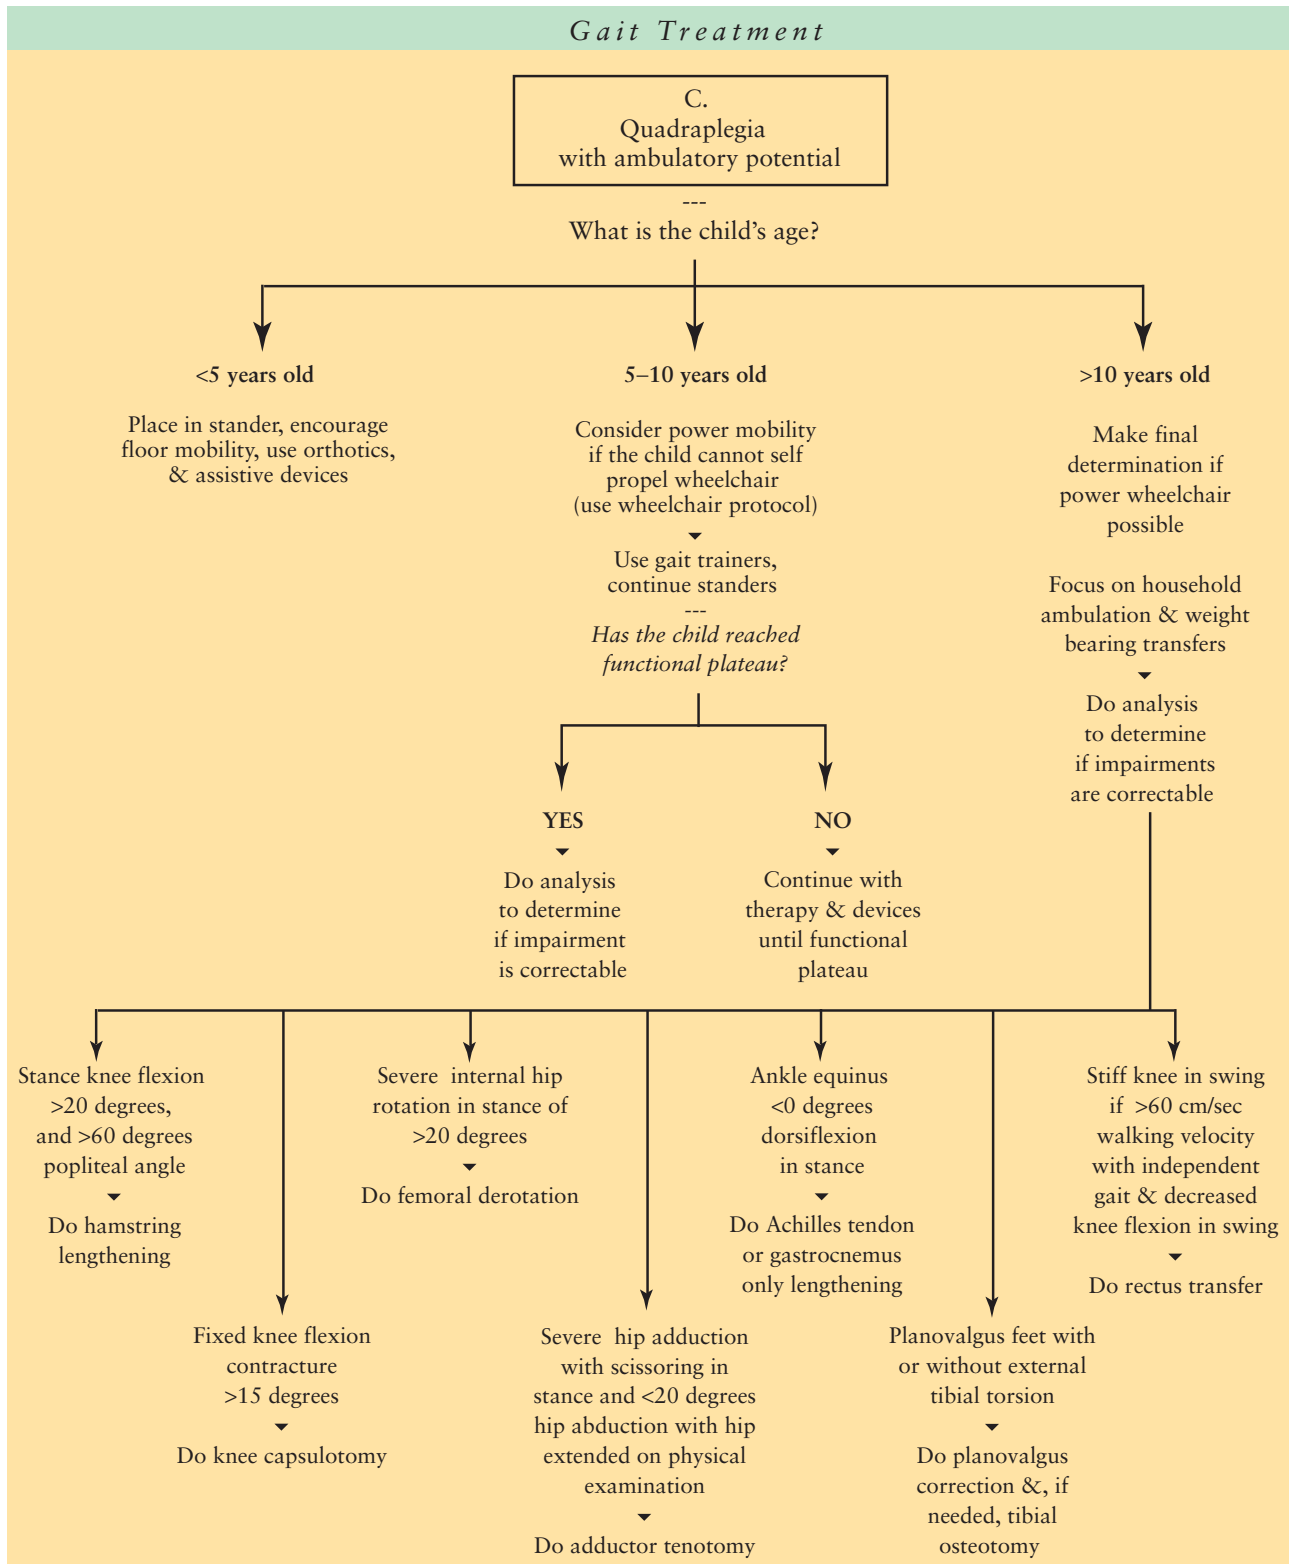 Gait Treatment
C.
Quadraplegia
with ambulatory potential
---
What is the child's age?
<5 years old
Place in stander, encourage
floor mobility, use orthotics,
& assistive devices
5–10 years old
Consider power mobility
if the child cannot self
propel wheelchair
(use wheelchair protocol)
Use gait trainers,
continue standers
---
Has the child reached
functional plateau?
>10 years old
Make final
determination if
power wheelchair
possible
Focus on household
ambulation & weight
bearing transfers
Do analysis
to determine
if impairments
are correctable
YES
Do analysis
to determine
if impairment
is correctable
NO
Continue with
therapy & devices
until functional
plateau
Stance knee flexion
>20 degrees,
and >60 degrees
popliteal angle
Do hamstring
lengthening
Fixed knee flexion
contracture
>15 degrees
Do knee capsulotomy
Severe internal hip
rotation in stance of
>20 degrees
Do femoral derotation
Severe hip adduction
with scissoring in
stance and <20 degrees
hip abduction with hip
extended on physical
examination
Do adductor tenotomy
Ankle equinus
<0 degrees
dorsiflexion
in stance
Do Achilles tendon
or gastrocnemus
only lengthening
Planovalgus feet with
or without external
tibial torsion
Do planovalgus
correction &, if
needed, tibial
osteotomy
Stiff knee in swing
if >60 cm/sec
walking velocity
with independent
gait & decreased
knee flexion in swing
Do rectus transfer